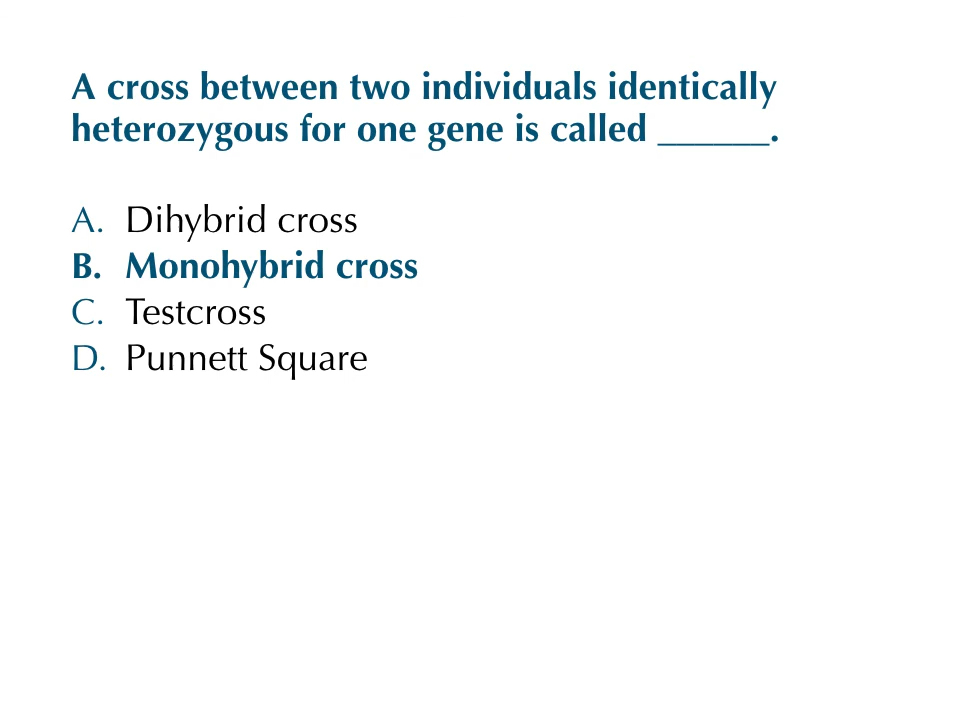 A cross between two individuals identically
heterozygous for one gene is called ______.
A. Dihybrid cross
B. Monohybrid cross
C. Testcross
D. Punnett Square